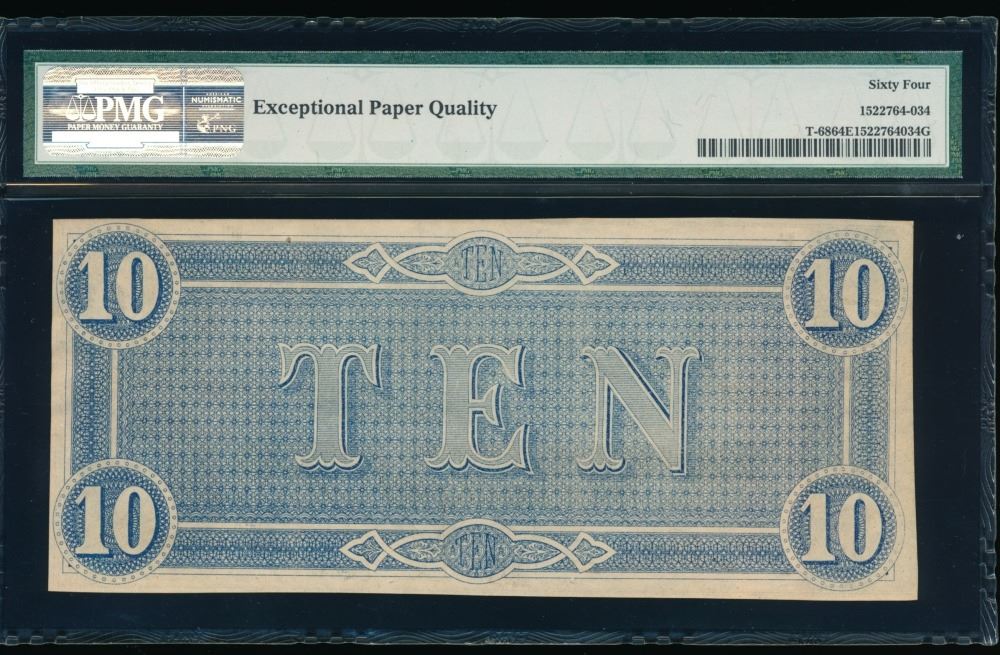 PMG
PAPER MONEY GUARANTY
NUMISMATIC
PNG
Exceptional Paper Quality
Sixty Four
1522764-034
T-6864E1522764034G
10 TEN 10
TEN
10 TEN 10